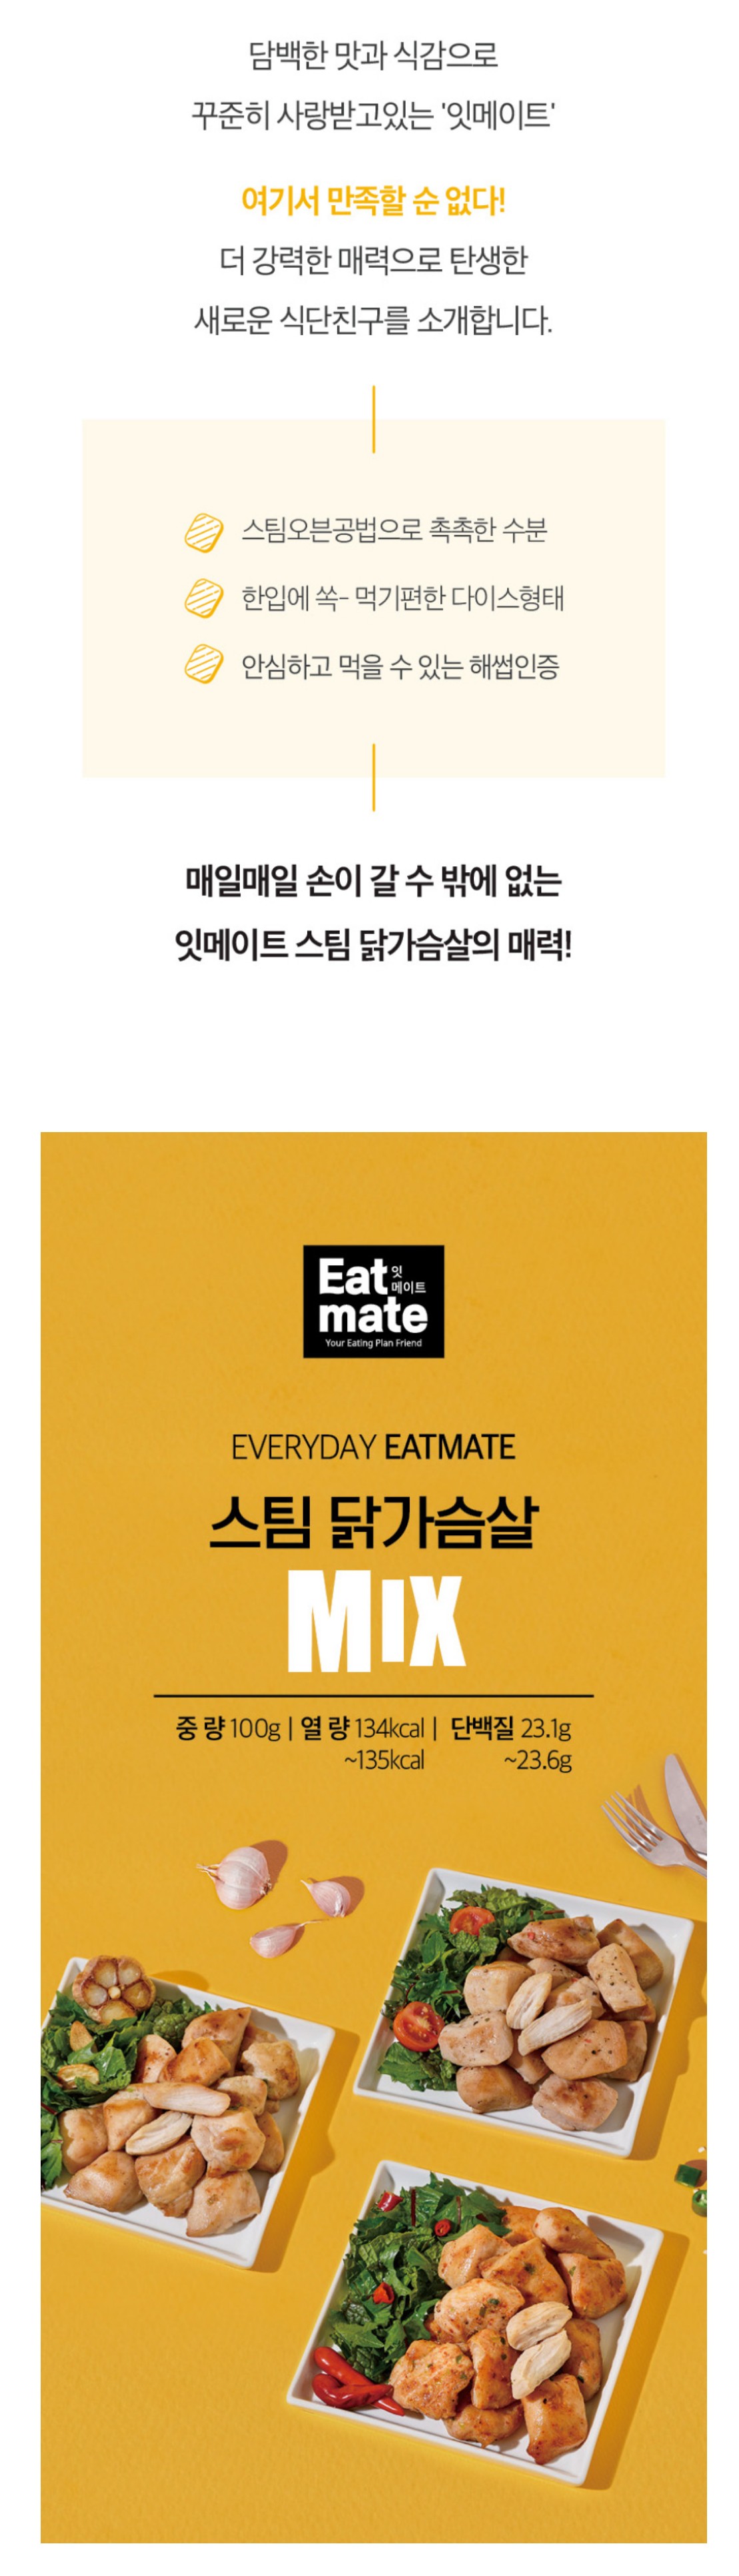 담백한 맛과 식감으로
꾸준히 사랑받고있는 '잇메이트'
여기서 만족할 순 없다!
더 강력한 매력으로 탄생한
새로운 식단친구를 소개합니다.
스팀오븐공법으로 촉촉한 수분
한입에 쏙- 먹기편한 다이스형태
안심하고 먹을 수 있는 해썹인증
매일매일 손이 갈 수 밖에 없는
잇메이트 스팀 닭가슴살의 매력!
Eat 잇
메이트
mate
Your Eating Plan Friend
EVERYDAY EATMATE
스팀 닭가슴살
MIX
중 량 100g | 열 량 134kcal | 단백질 23.1g
~135kcal ~23.6g